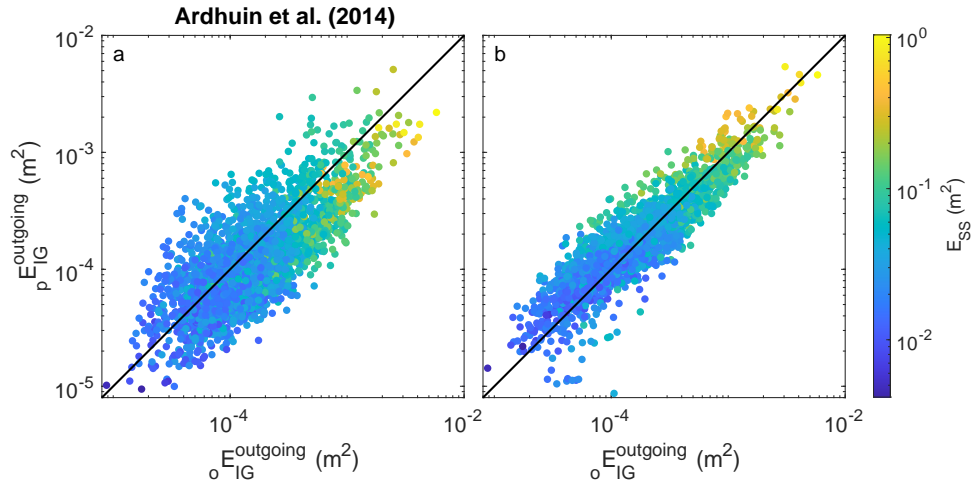 Ardhuin et al. (2014)
a
b
10^-2
10^-3
10^-4
10^-5
pE_IG^outgoing (m^2)
10^-4
10^-2
10^-4
10^-2
oE_IG^outgoing (m^2)
oE_IG^outgoing (m^2)
10^0
10^-1
10^-2
E_SS (m^2)